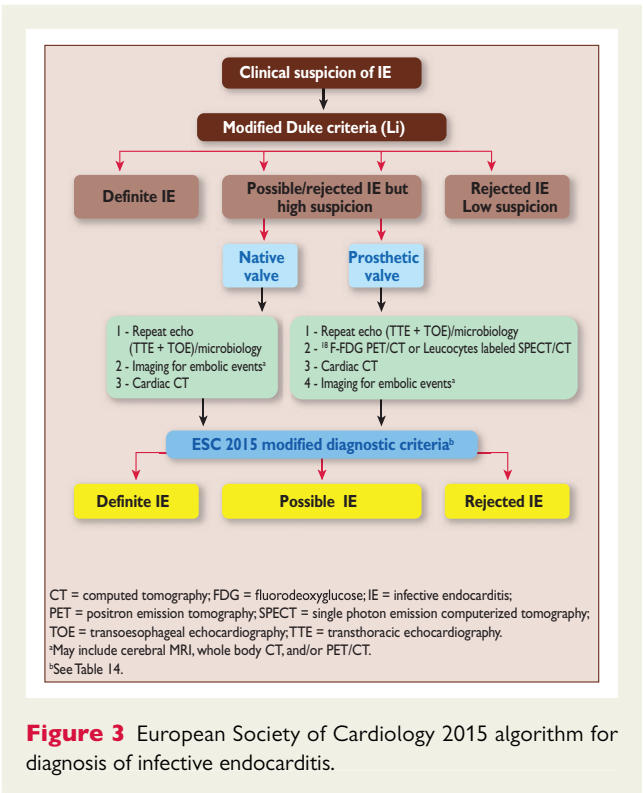 Clinical suspicion of IE
Modified Duke criteria (Li)
Definite IE
Possible/rejected IE but
high suspicion
Rejected IE
Low suspicion
Native
valve
Prosthetic
valve
1 - Repeat echo
(TTE + TOE)/microbiology
2 - Imaging for embolic eventsᵃ
3 - Cardiac CT
1 - Repeat echo (TTE + TOE)/microbiology
2 - ¹⁸F-FDG PET/CT or Leucocytes labeled SPECT/CT
3 - Cardiac CT
4 - Imaging for embolic eventsᵃ
ESC 2015 modified diagnostic criteriaᵇ
Definite IE
Possible IE
Rejected IE
CT = computed tomography; FDG = fluorodeoxyglucose; IE = infective endocarditis;
PET = positron emission tomography; SPECT = single photon emission computerized tomography;
TOE = transoesophageal echocardiography; TTE = transthoracic echocardiography.
ᵃMay include cerebral MRI, whole body CT, and/or PET/CT.
ᵇSee Table 14.
Figure 3 European Society of Cardiology 2015 algorithm for
diagnosis of infective endocarditis.